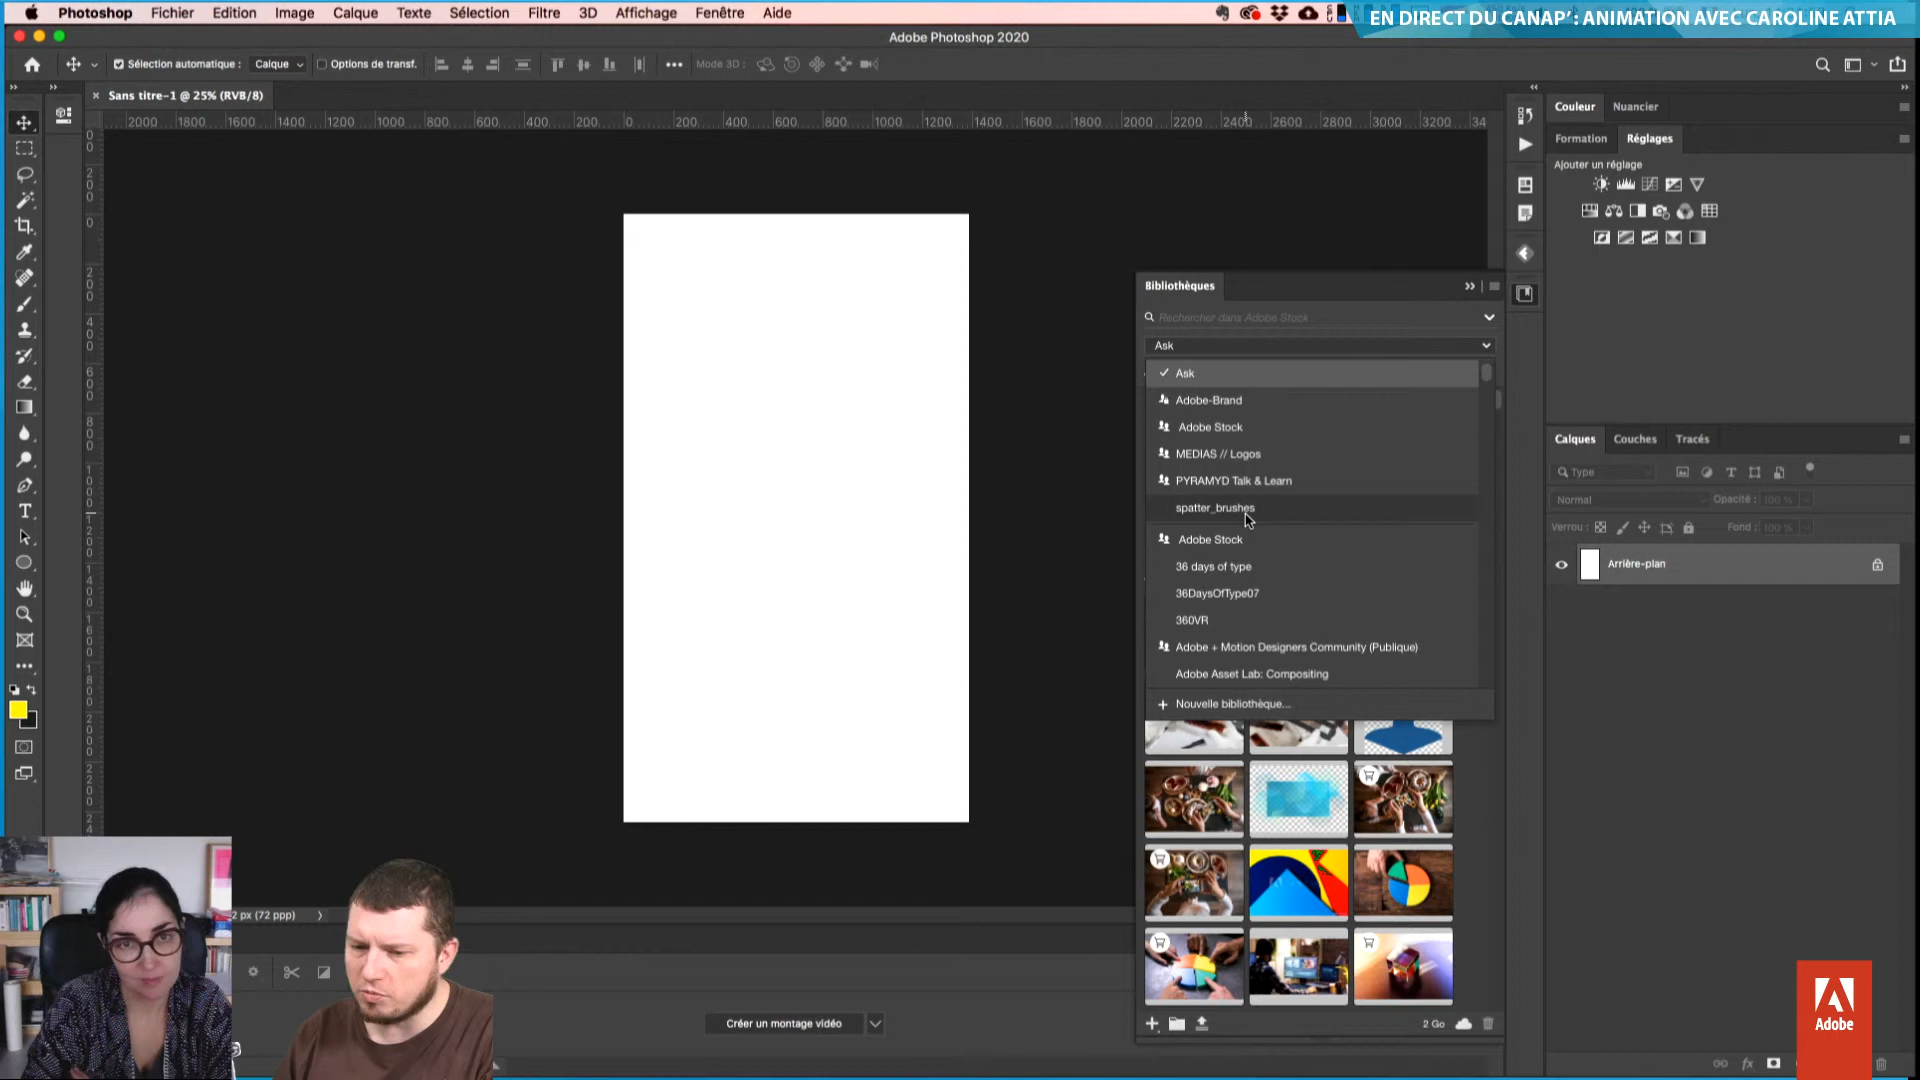 Photoshop Fichier Edition Image Calque Texte Sélection Filtre 3D Affichage Fenêtre Aide
EN DIRECT DU CANAP' : ANIMATION AVEC CAROLINE ATTIA
Adobe Photoshop 2020
Sélection automatique : Calque Options de transf. Mode 3D :
Sans titre-1 @ 25% (RVB/8)
2000 1800 1600 1400 1200 1000 800 600 400 200 0 200 400 600 800 1000 1200 1400 1600 1800 2000 2200 2400 2600 2800 3000 3200 34
Couleur Nuancier
Formation Réglages
Ajouter un réglage
Bibliothèques
Rechercher dans Adobe Stock
Ask
Ask
Adobe-Brand
Adobe Stock
MEDIAS // Logos
PYRAMYD Talk & Learn
spatter_brushes
Adobe Stock
36 days of type
36DaysOfType07
360VR
Adobe + Motion Designers Community (Publique)
Adobe Asset Lab: Compositing
Nouvelle bibliothèque...
2 Go
Calques Couches Tracés
Type
Normal Opacité : 100 %
Verrou : Fond : 100 %
Arrière-plan
2 px (72 ppp)
Créer un montage vidéo
fx
Adobe